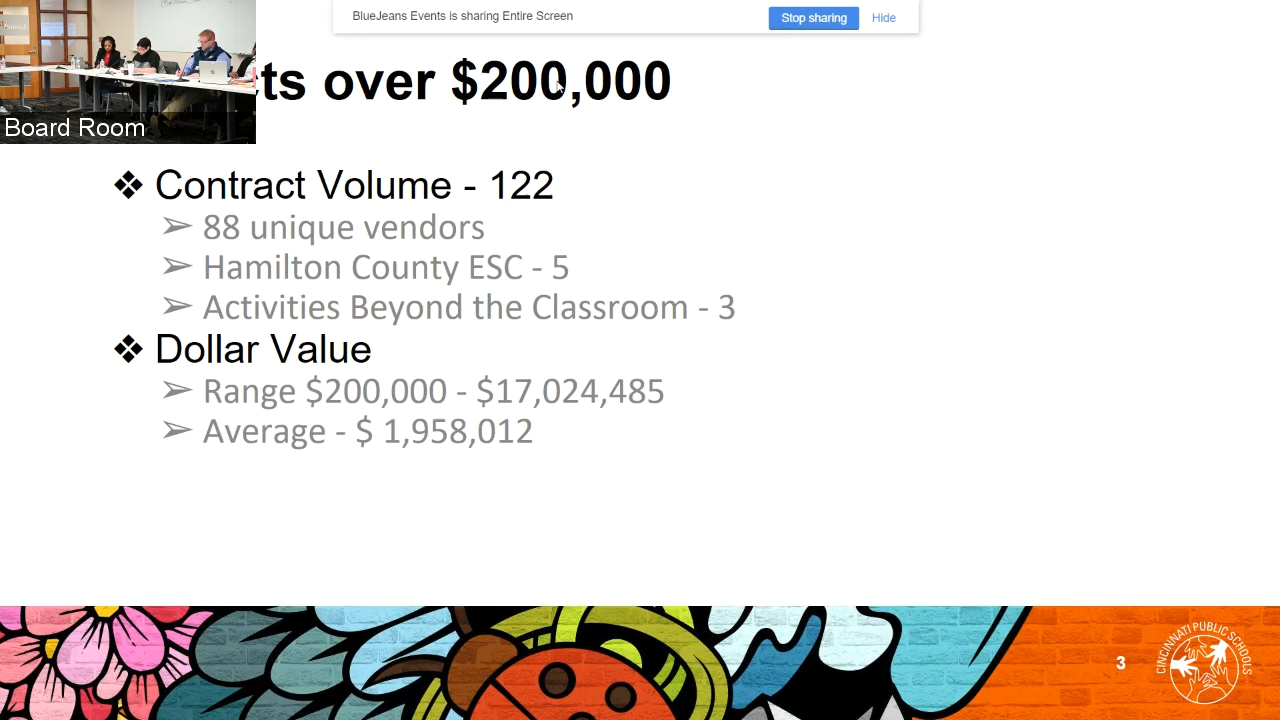 BlueJeans Events is sharing Entire Screen
Stop sharing
Hide
ts over $200,000
Board Room
❖ Contract Volume - 122
➢ 88 unique vendors
➢ Hamilton County ESC - 5
➢ Activities Beyond the Classroom - 3
❖ Dollar Value
➢ Range $200,000 - $17,024,485
➢ Average - $ 1,958,012
3
CINCINNATI PUBLIC SCHOOLS